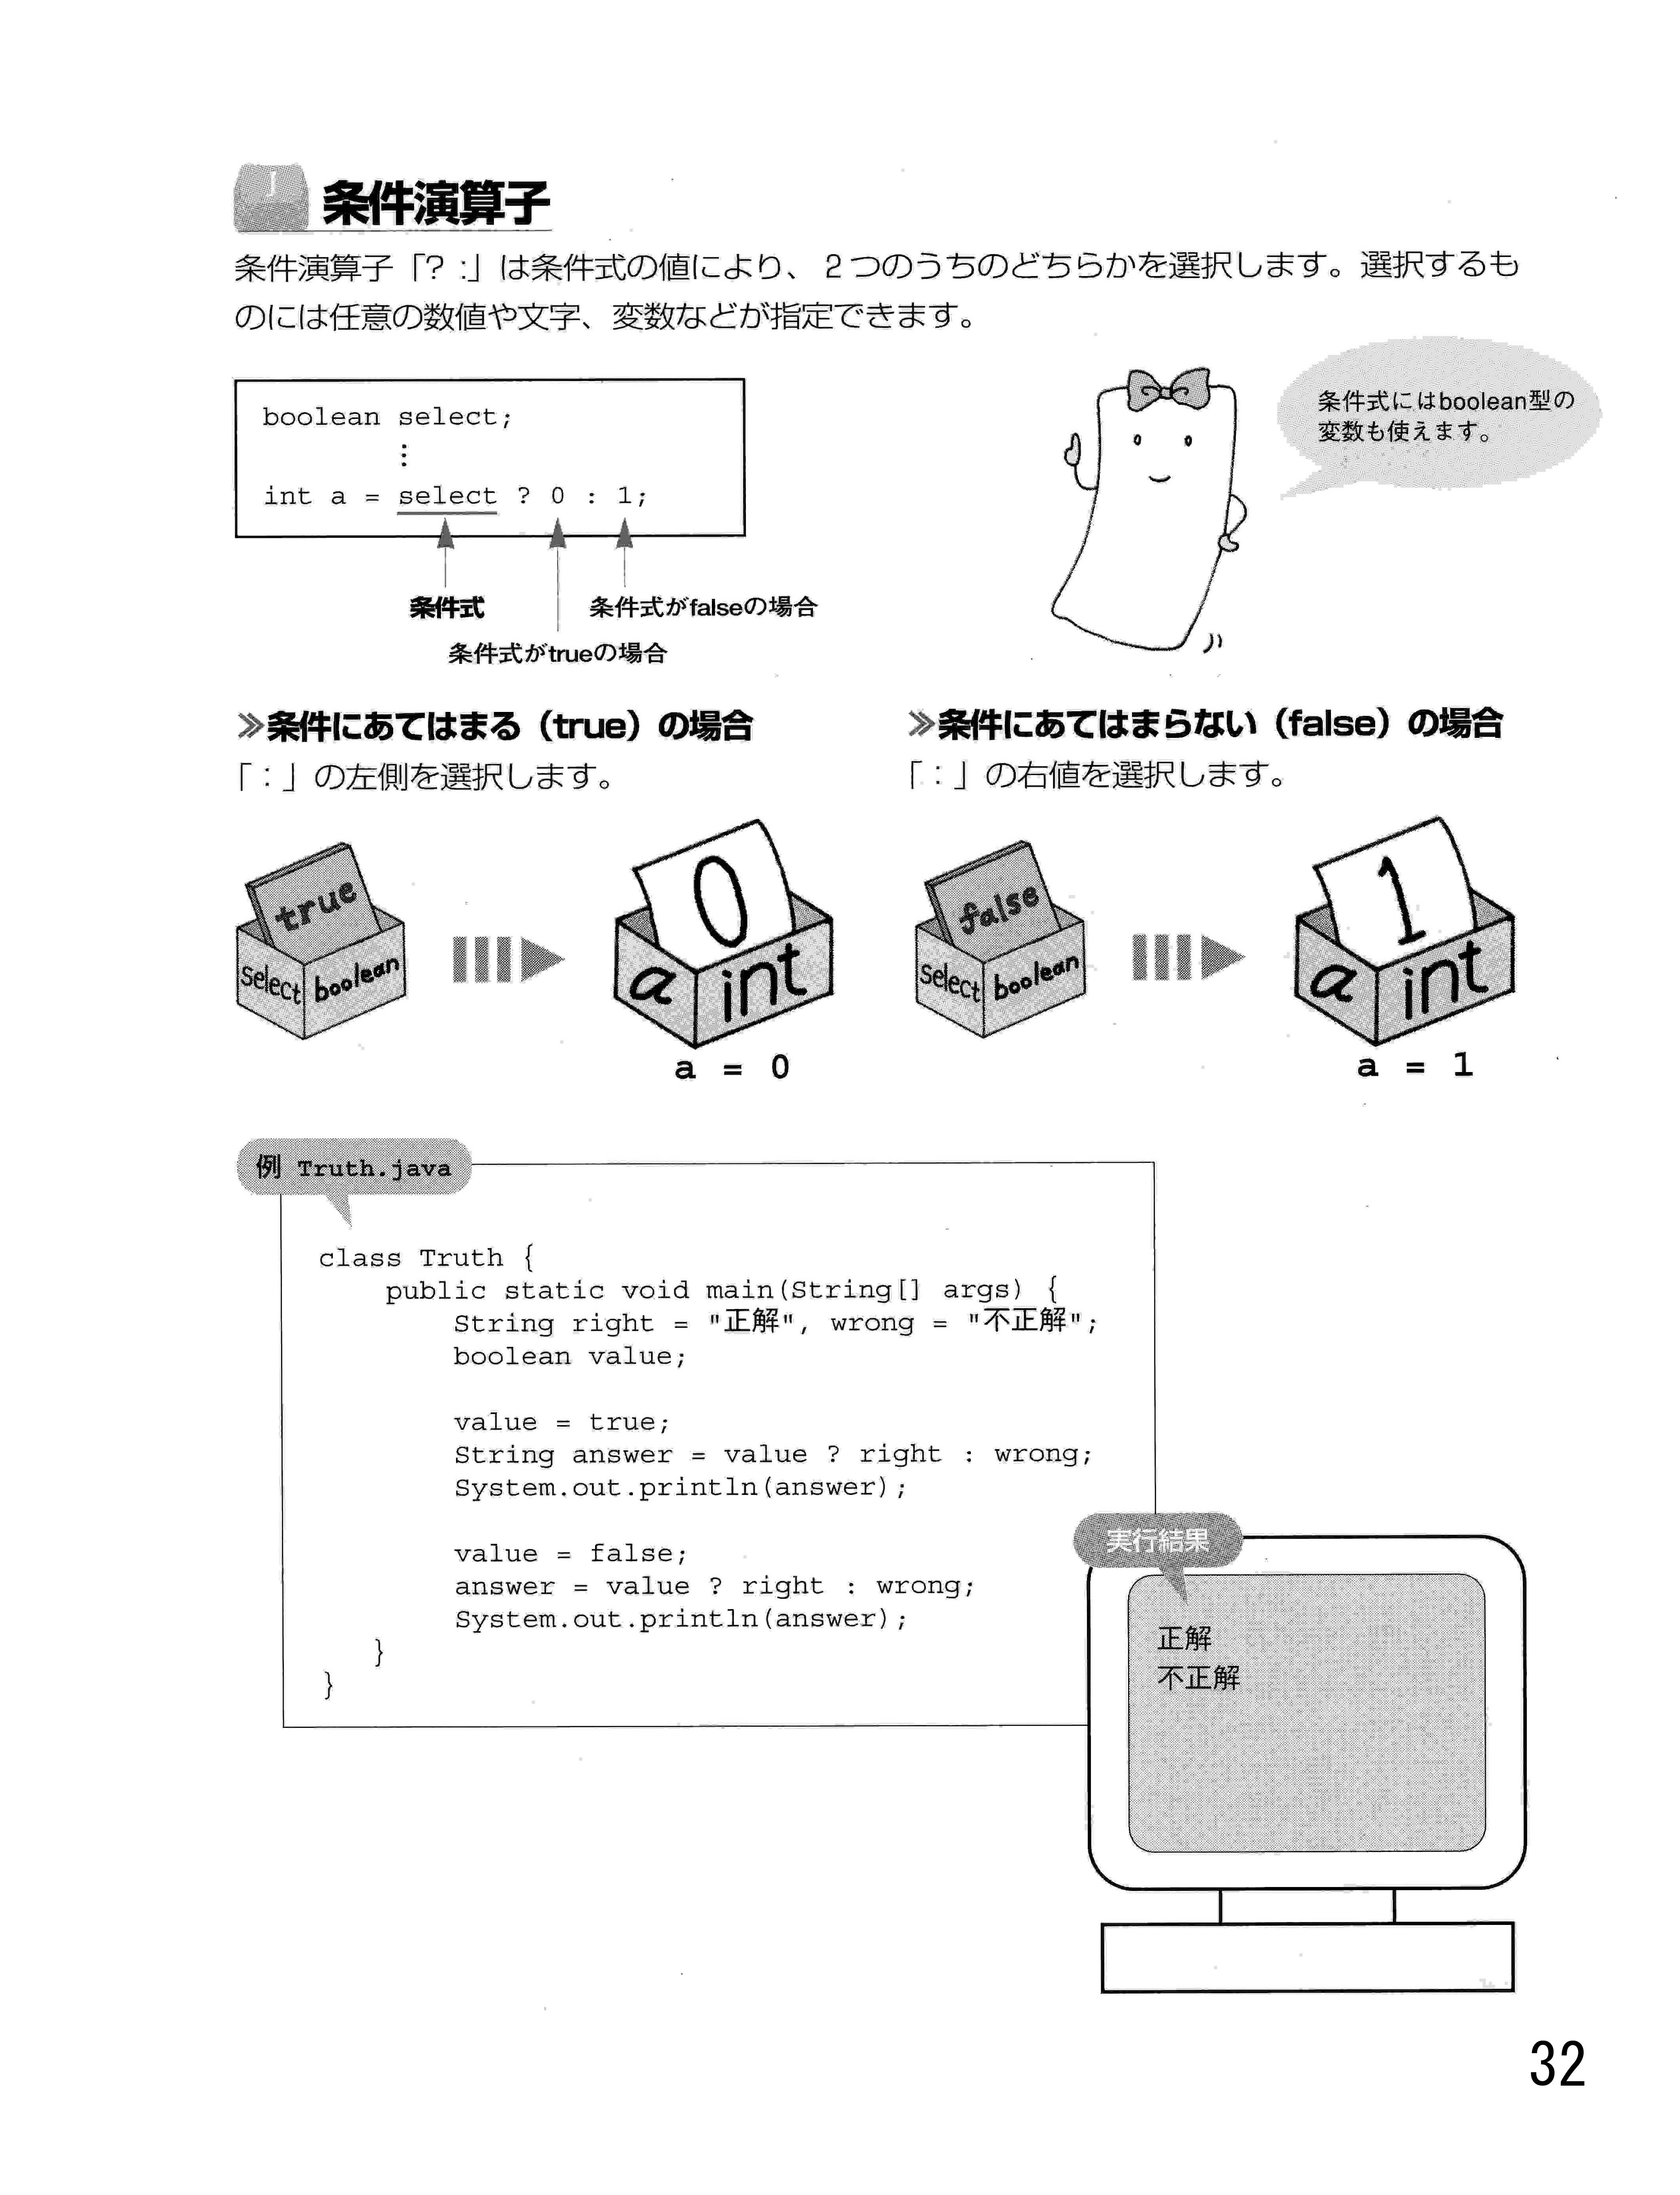 J
条件演算子
条件演算子「? :」は条件式の値により、2つのうちのどちらかを選択します。選択するも
のには任意の数値や文字、変数などが指定できます。
boolean select;
⋮
int a = select ? 0 : 1;
条件式にはboolean型の
変数も使えます。
条件式
条件式がfalseの場合
条件式がtrueの場合
≫条件にあてはまる（true）の場合
「：」の左側を選択します。
≫条件にあてはまらない（false）の場合
「：」の右値を選択します。
true
select boolean
0
a int
a = 0
false
select boolean
1
a int
a = 1
例 Truth.java
class Truth {
    public static void main(String[] args) {
        String right = "正解", wrong = "不正解";
        boolean value;
        value = true;
        String answer = value ? right : wrong;
        System.out.println(answer);
        value = false;
        answer = value ? right : wrong;
        System.out.println(answer);
    }
}
実行結果
正解
不正解
32